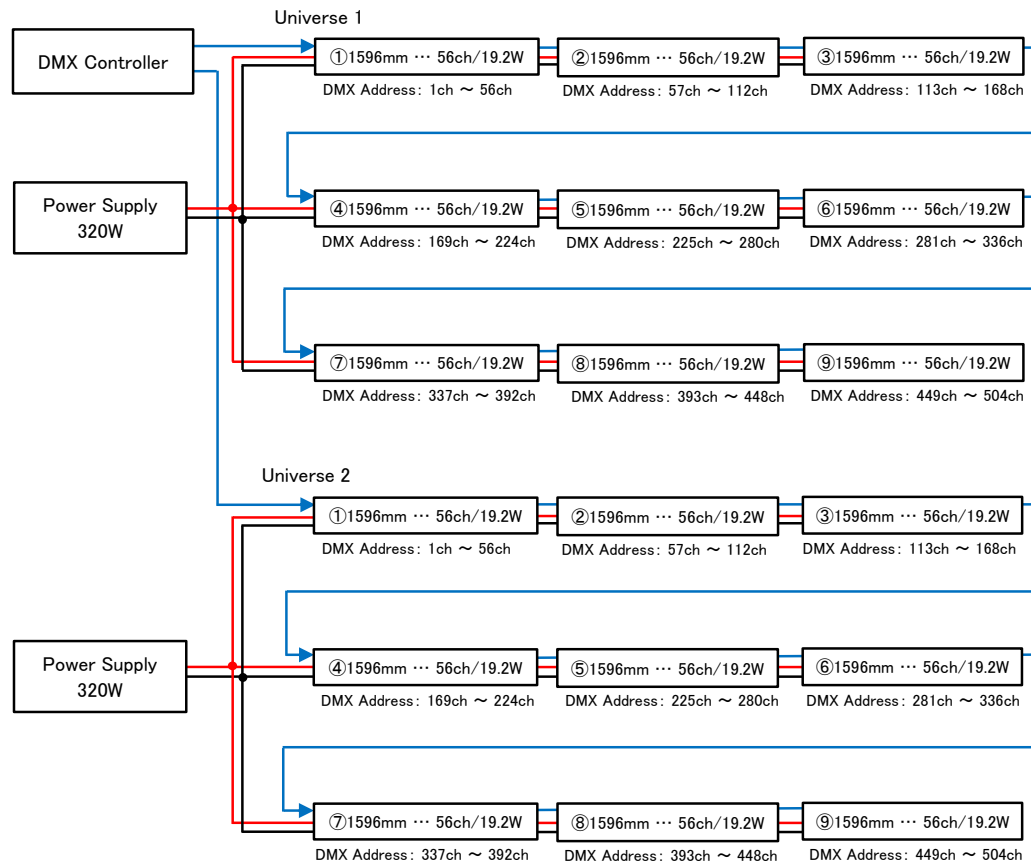 Universe 1
DMX Controller
①1596mm … 56ch/19.2W
②1596mm … 56ch/19.2W
③1596mm … 56ch/19.2W
DMX Address: 1ch ～ 56ch
DMX Address: 57ch ～ 112ch
DMX Address: 113ch ～ 168ch
Power Supply
320W
④1596mm … 56ch/19.2W
⑤1596mm … 56ch/19.2W
⑥1596mm … 56ch/19.2W
DMX Address: 169ch ～ 224ch
DMX Address: 225ch ～ 280ch
DMX Address: 281ch ～ 336ch
⑦1596mm … 56ch/19.2W
⑧1596mm … 56ch/19.2W
⑨1596mm … 56ch/19.2W
DMX Address: 337ch ～ 392ch
DMX Address: 393ch ～ 448ch
DMX Address: 449ch ～ 504ch
Universe 2
①1596mm … 56ch/19.2W
②1596mm … 56ch/19.2W
③1596mm … 56ch/19.2W
DMX Address: 1ch ～ 56ch
DMX Address: 57ch ～ 112ch
DMX Address: 113ch ～ 168ch
Power Supply
320W
④1596mm … 56ch/19.2W
⑤1596mm … 56ch/19.2W
⑥1596mm … 56ch/19.2W
DMX Address: 169ch ～ 224ch
DMX Address: 225ch ～ 280ch
DMX Address: 281ch ～ 336ch
⑦1596mm … 56ch/19.2W
⑧1596mm … 56ch/19.2W
⑨1596mm … 56ch/19.2W
DMX Address: 337ch ～ 392ch
DMX Address: 393ch ～ 448ch
DMX Address: 449ch ～ 504ch